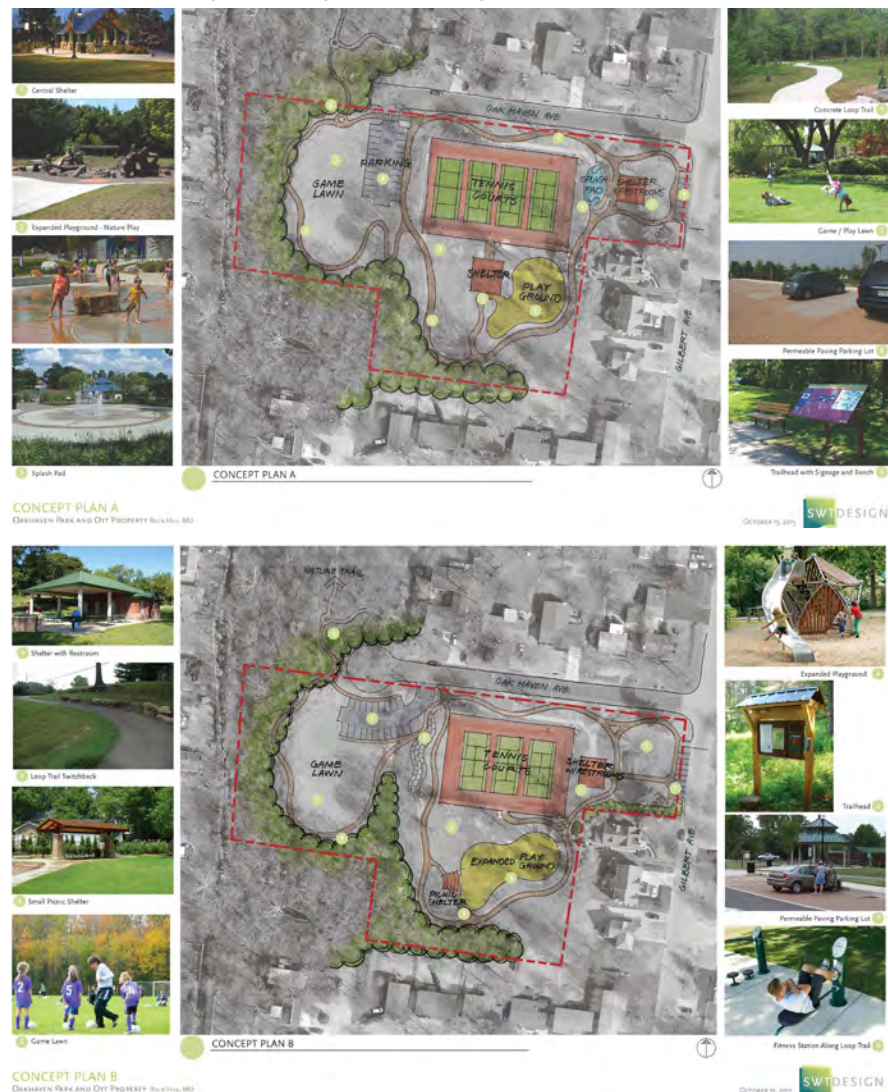 Central Shelter
Expanded Playground - Nature Play
Splash Pad
OAK HAVEN AVE.
PARKING
GAME
LAWN
TENNIS
COURTS
SPLASH
PAD
SHELTER
SHELTER
PLAY
GROUND
GILBERT AVE.
CONCEPT PLAN A
Concrete Loop Trail
Game / Play Lawn
Permeable Paving Parking Lot
Trailhead with Signage and Bench
CONCEPT PLAN A
OAKHAVEN PARK AND OTT PROPERTY
SWTDESIGN
Shelter with Restroom
Loop Trail Switchback
Small Picnic Shelter
Game Lawn
2
5
NATURE TRAIL
OAK HAVEN AVE.
GAME LAWN
TENNIS
COURTS
SHELTER
W/RESTROOMS
EXPANDED PLAY
GROUND
PICNIC
SHELTER
GILBERT AVE.
CONCEPT PLAN B
Expanded Playground
Trailhead
Permeable Paving Parking Lot
Fitness Station Along Loop Trail
CONCEPT PLAN B
OAKHAVEN PARK AND OTT PROPERTY
SWTDESIGN